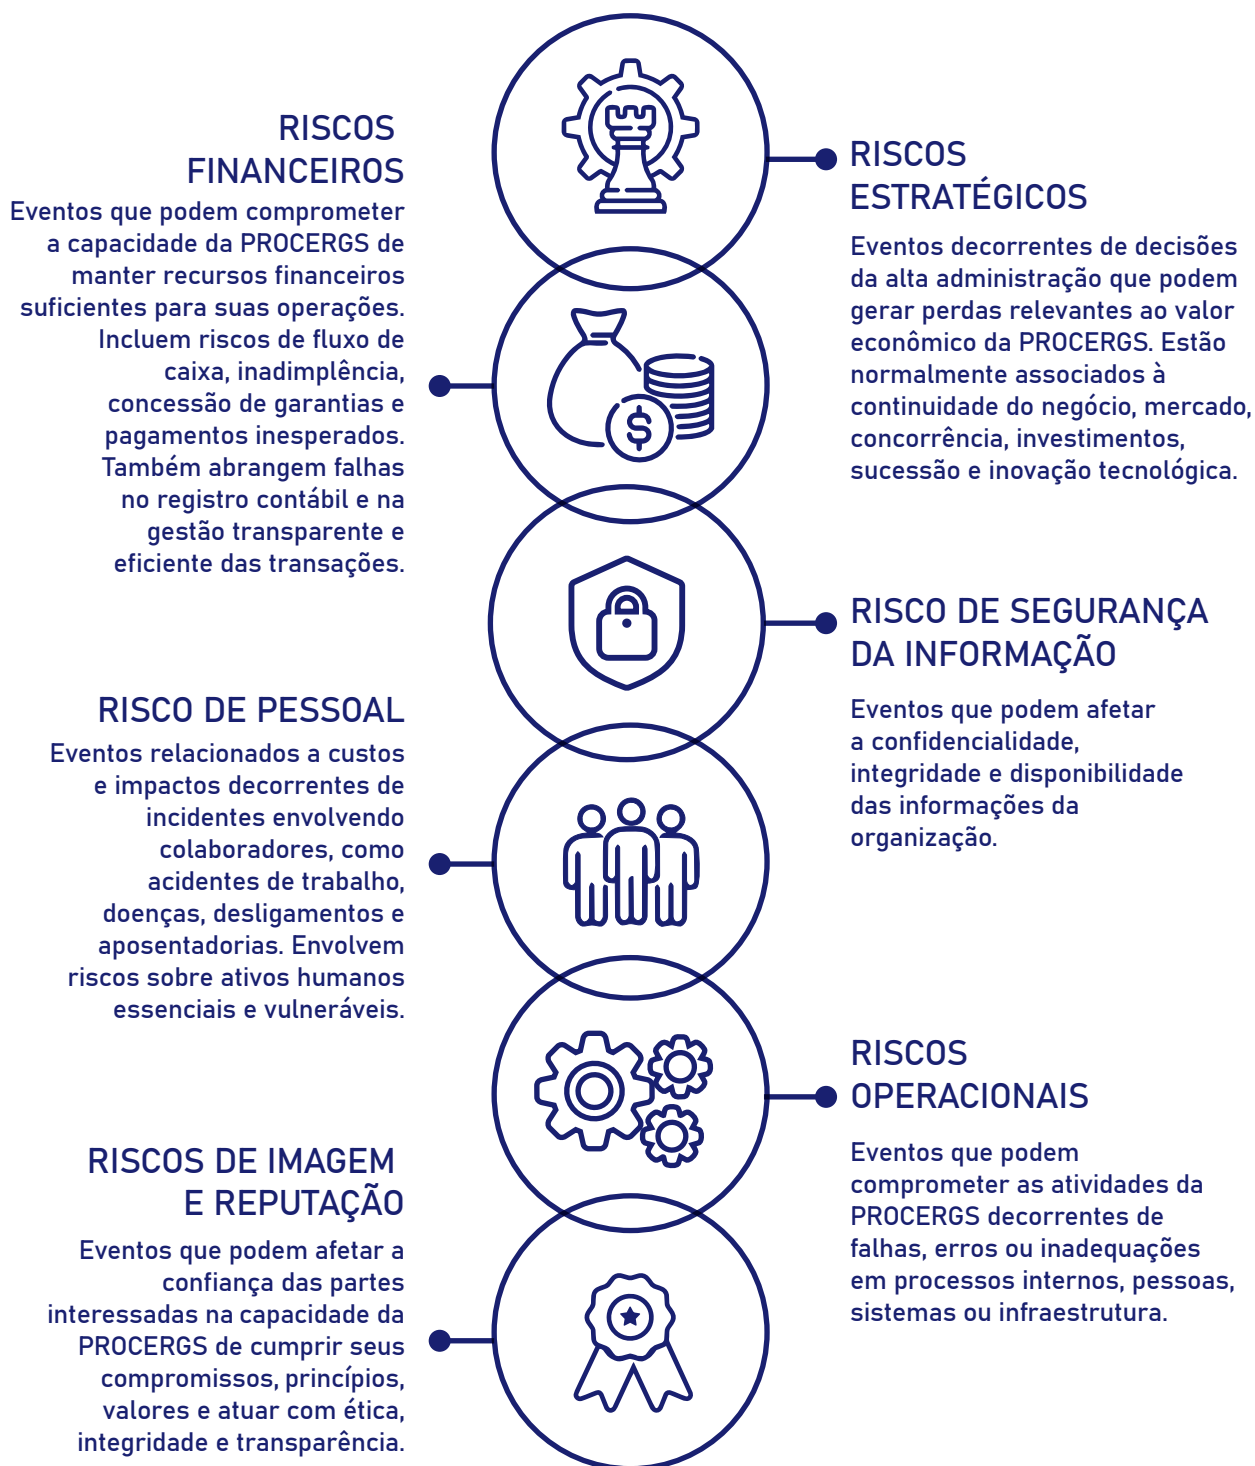 RISCOS
FINANCEIROS
Eventos que podem comprometer
a capacidade da PROCERGS de
manter recursos financeiros
suficientes para suas operações.
Incluem riscos de fluxo de
caixa, inadimplência,
concessão de garantias e
pagamentos inesperados.
Também abrangem falhas
no registro contábil e na
gestão transparente e
eficiente das transações.
RISCOS
ESTRATÉGICOS
Eventos decorrentes de decisões
da alta administração que podem
gerar perdas relevantes ao valor
econômico da PROCERGS. Estão
normalmente associados à
continuidade do negócio, mercado,
concorrência, investimentos,
sucessão e inovação tecnológica.
$
RISCO DE SEGURANÇA
DA INFORMAÇÃO
Eventos que podem afetar
a confidencialidade,
integridade e disponibilidade
das informações da
organização.
RISCO DE PESSOAL
Eventos relacionados a custos
e impactos decorrentes de
incidentes envolvendo
colaboradores, como
acidentes de trabalho,
doenças, desligamentos e
aposentadorias. Envolvem
riscos sobre ativos humanos
essenciais e vulneráveis.
RISCOS
OPERACIONAIS
Eventos que podem
comprometer as atividades da
PROCERGS decorrentes de
falhas, erros ou inadequações
em processos internos, pessoas,
sistemas ou infraestrutura.
RISCOS DE IMAGEM
E REPUTAÇÃO
Eventos que podem afetar a
confiança das partes
interessadas na capacidade da
PROCERGS de cumprir seus
compromissos, princípios,
valores e atuar com ética,
integridade e transparência.